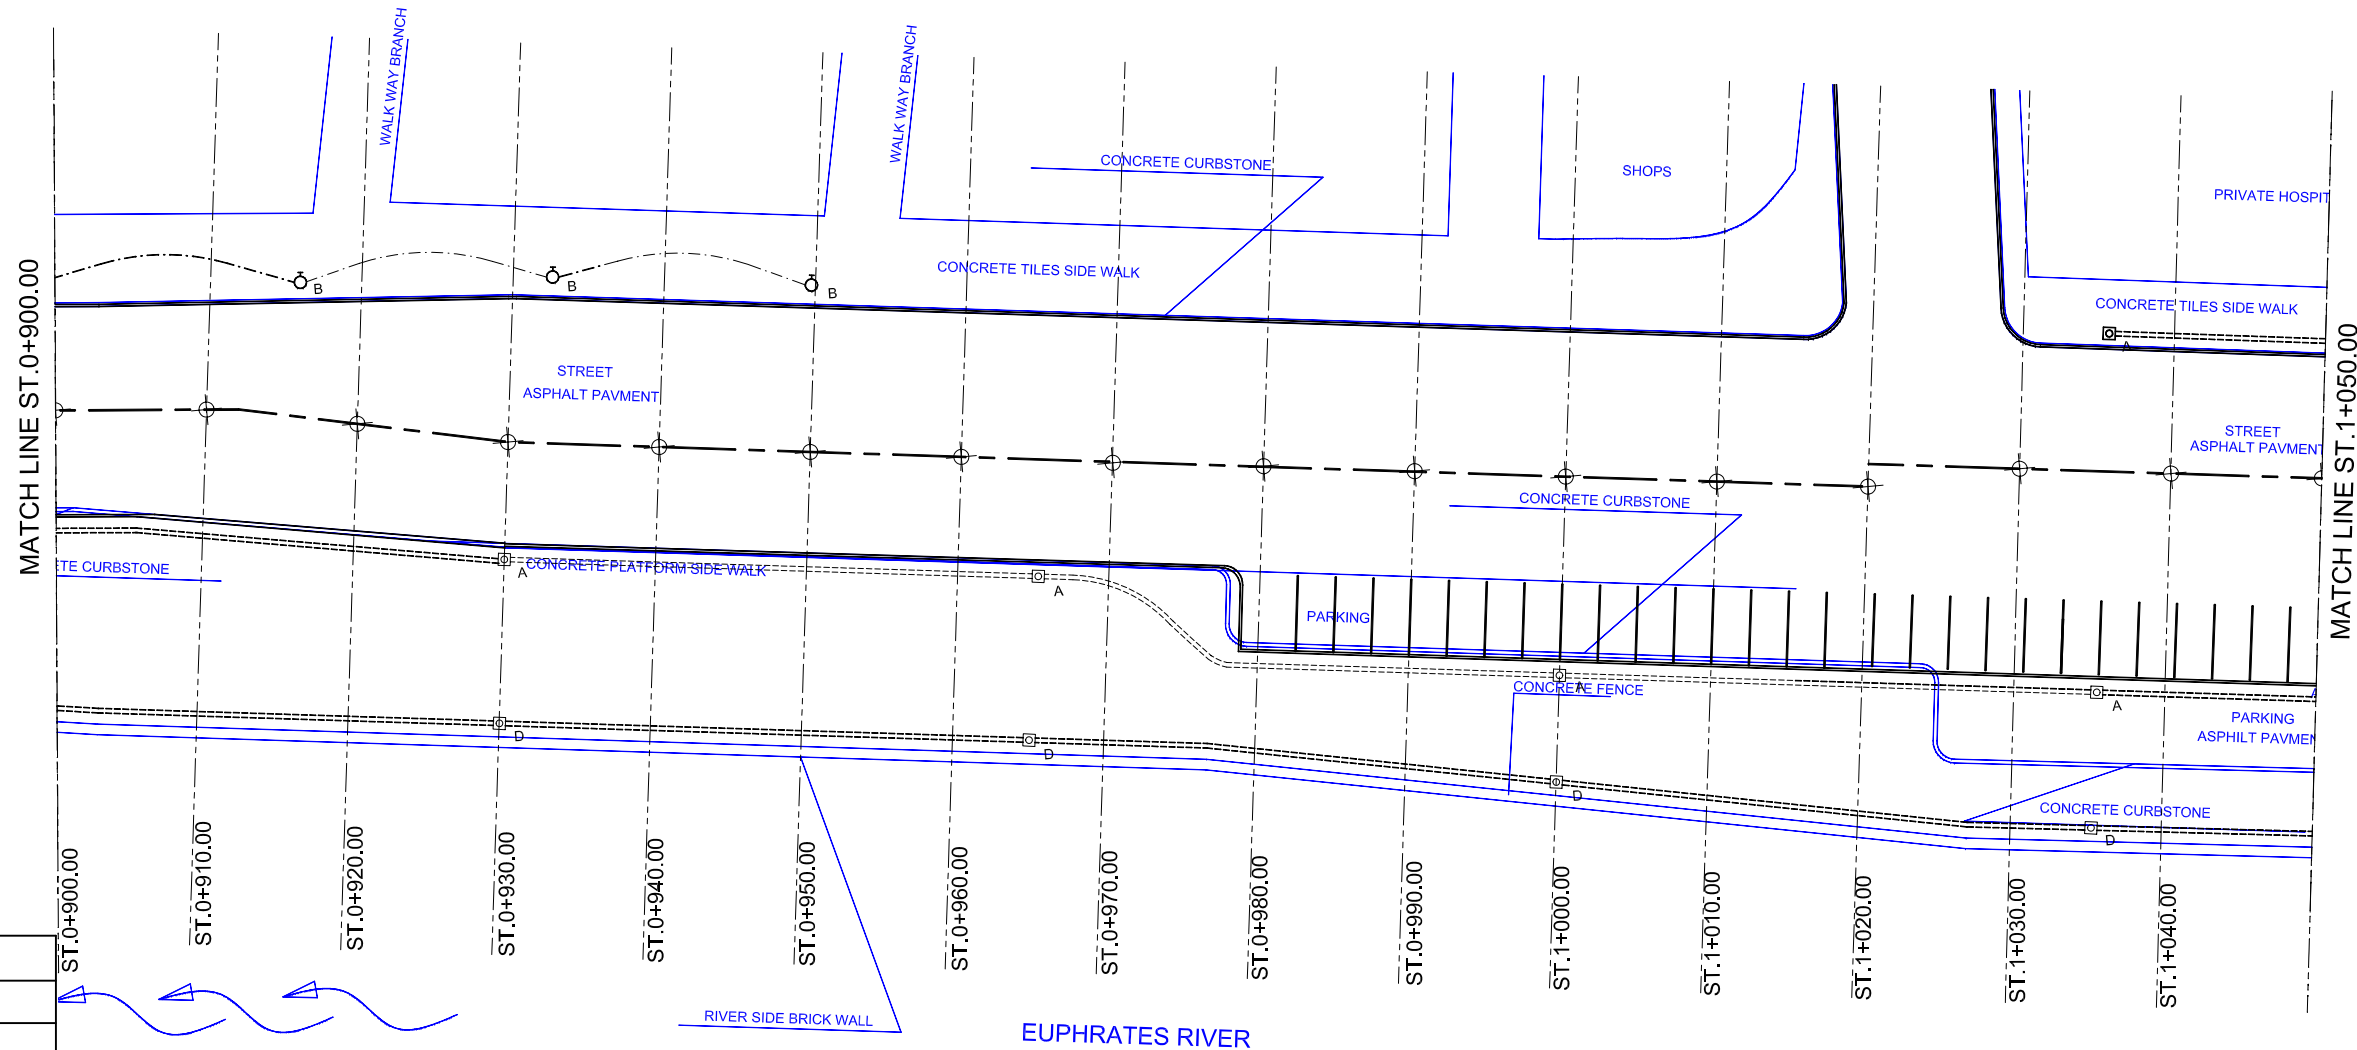 WALK WAY BRANCH
WALK WAY BRANCH
CONCRETE CURBSTONE
SHOPS
PRIVATE HOSPIT
CONCRETE TILES SIDE WALK
CONCRETE TILES SIDE WALK
B
B
B
A
MATCH LINE ST.0+900.00
MATCH LINE ST.1+050.00
STREET
ASPHALT PAVMENT
STREET
ASPHALT PAVMENT
CONCRETE CURBSTONE
TE CURBSTONE
A
CONCRETE PLATFORM SIDE WALK
A
PARKING
CONCRETE FENCE
A
A
PARKING
ASPHILT PAVMEN
D
D
D
CONCRETE CURBSTONE
D
ST.0+900.00
ST.0+910.00
ST.0+920.00
ST.0+930.00
ST.0+940.00
ST.0+950.00
ST.0+960.00
ST.0+970.00
ST.0+980.00
ST.0+990.00
ST.1+000.00
ST.1+010.00
ST.1+020.00
ST.1+030.00
ST.1+040.00
RIVER SIDE BRICK WALL
EUPHRATES RIVER